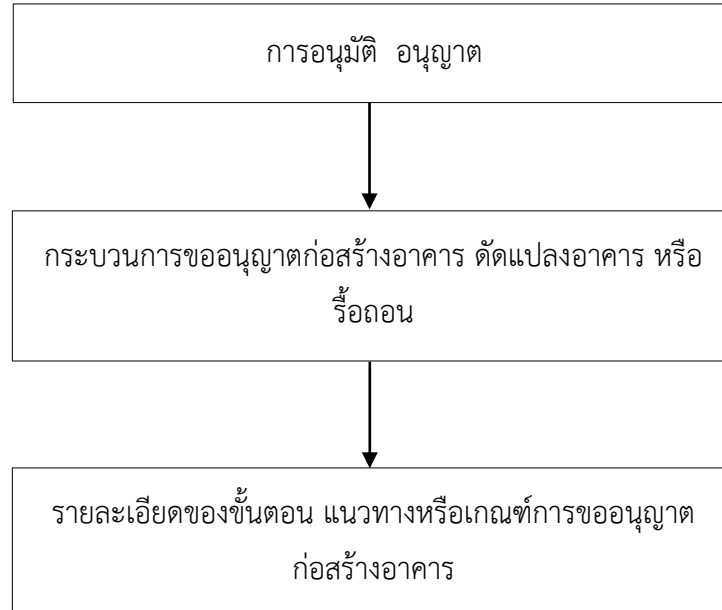 การอนุมัติ อนุญาต
กระบวนการขออนุญาตก่อสร้างอาคาร ดัดแปลงอาคาร หรือ
รื้อถอน
รายละเอียดของขั้นตอน แนวทางหรือเกณฑ์การขออนุญาต
ก่อสร้างอาคาร